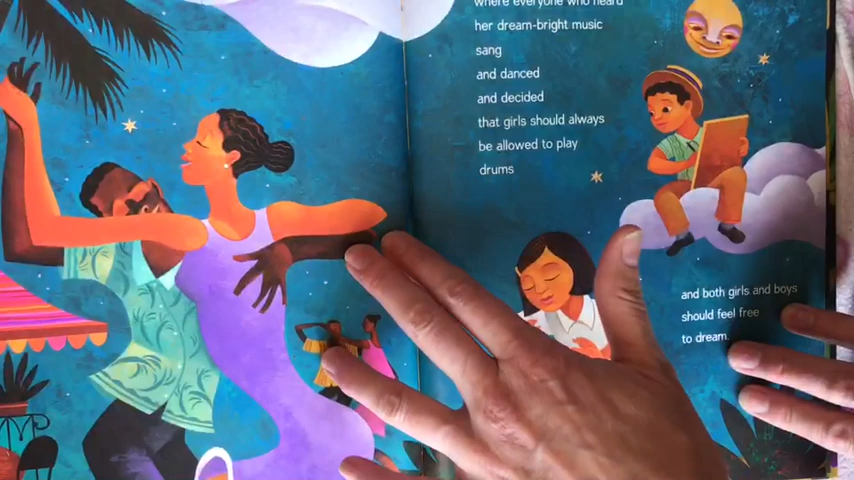 where everyone who heard
her dream-bright music
sang
and danced
and decided
that girls should always
be allowed to play
drums
and both girls and boys
should feel free
to dream.